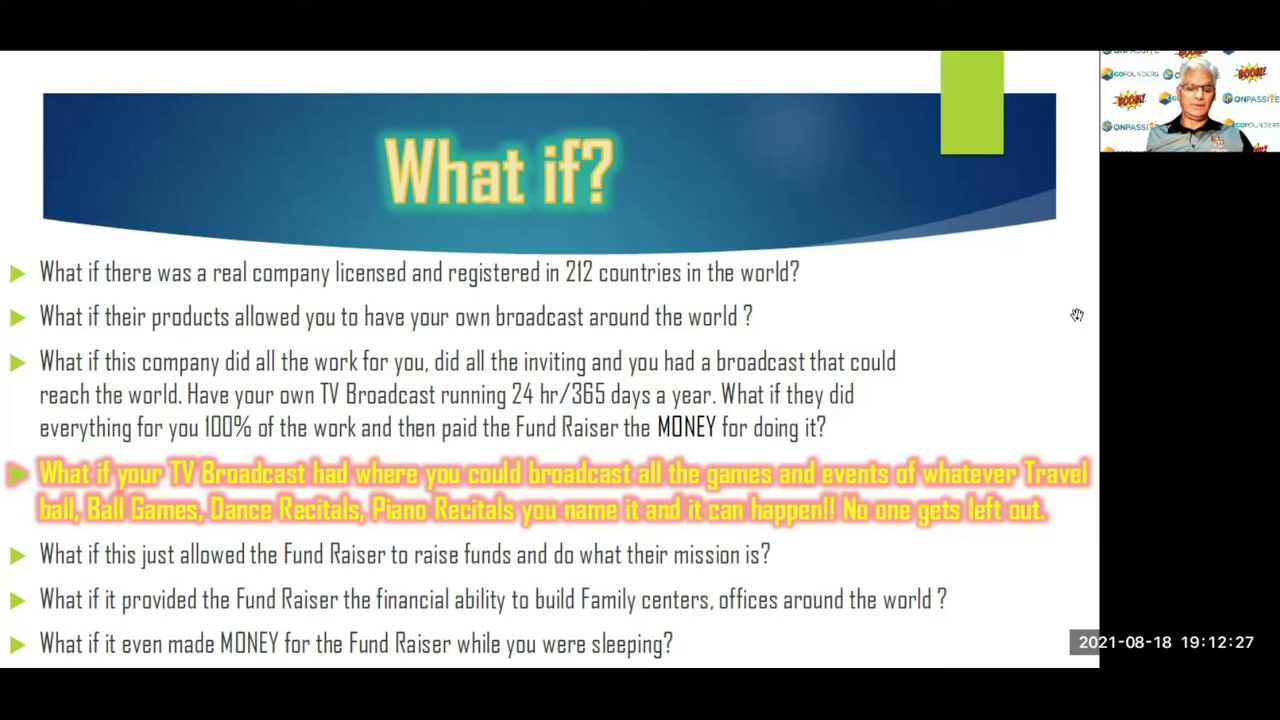 What if?
What if there was a real company licensed and registered in 212 countries in the world?
What if their products allowed you to have your own broadcast around the world ?
What if this company did all the work for you, did all the inviting and you had a broadcast that could
reach the world. Have your own TV Broadcast running 24 hr/365 days a year. What if they did
everything for you 100% of the work and then paid the Fund Raiser the MONEY for doing it?
What if your TV Broadcast had where you could broadcast all the games and events of whatever Travel
ball, Ball Games, Dance Recitals, Piano Recitals you name it and it can happen!! No one gets left out.
What if this just allowed the Fund Raiser to raise funds and do what their mission is?
What if it provided the Fund Raiser the financial ability to build Family centers, offices around the world ?
What if it even made MONEY for the Fund Raiser while you were sleeping?
GOFOUNDERS
BOOM!
BOOM!
ONPASSIVE
ONPASSIVE
GOFOUNDERS
2021-08-18 19:12:27